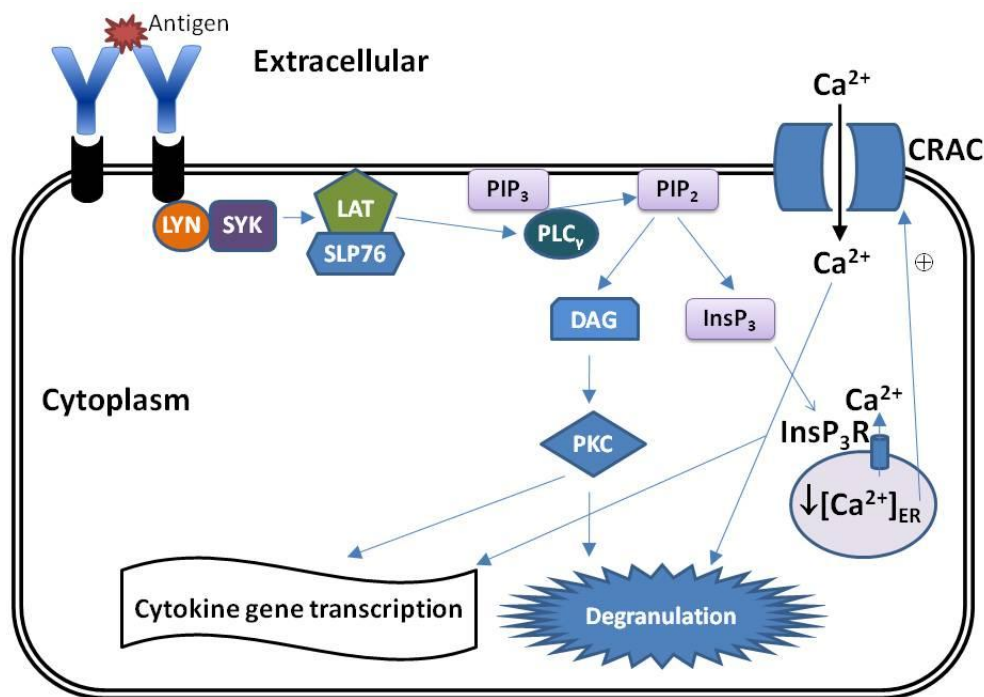 Antigen
Extracellular
Ca²⁺
CRAC
PIP₃
PIP₂
LYN
SYK
LAT
SLP76
PLCᵧ
Ca²⁺
⊕
DAG
InsP₃
Cytoplasm
Ca²⁺
InsP₃R
PKC
↓[Ca²⁺]ER
Cytokine gene transcription
Degranulation